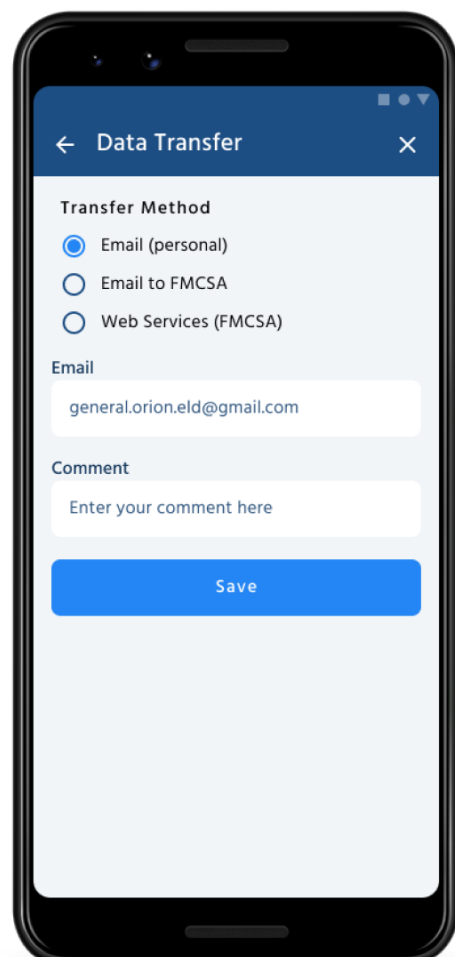 Data Transfer
Transfer Method
Email (personal)
Email to FMCSA
Web Services (FMCSA)
Email
general.orion.eld@gmail.com
Comment
Enter your comment here
Save